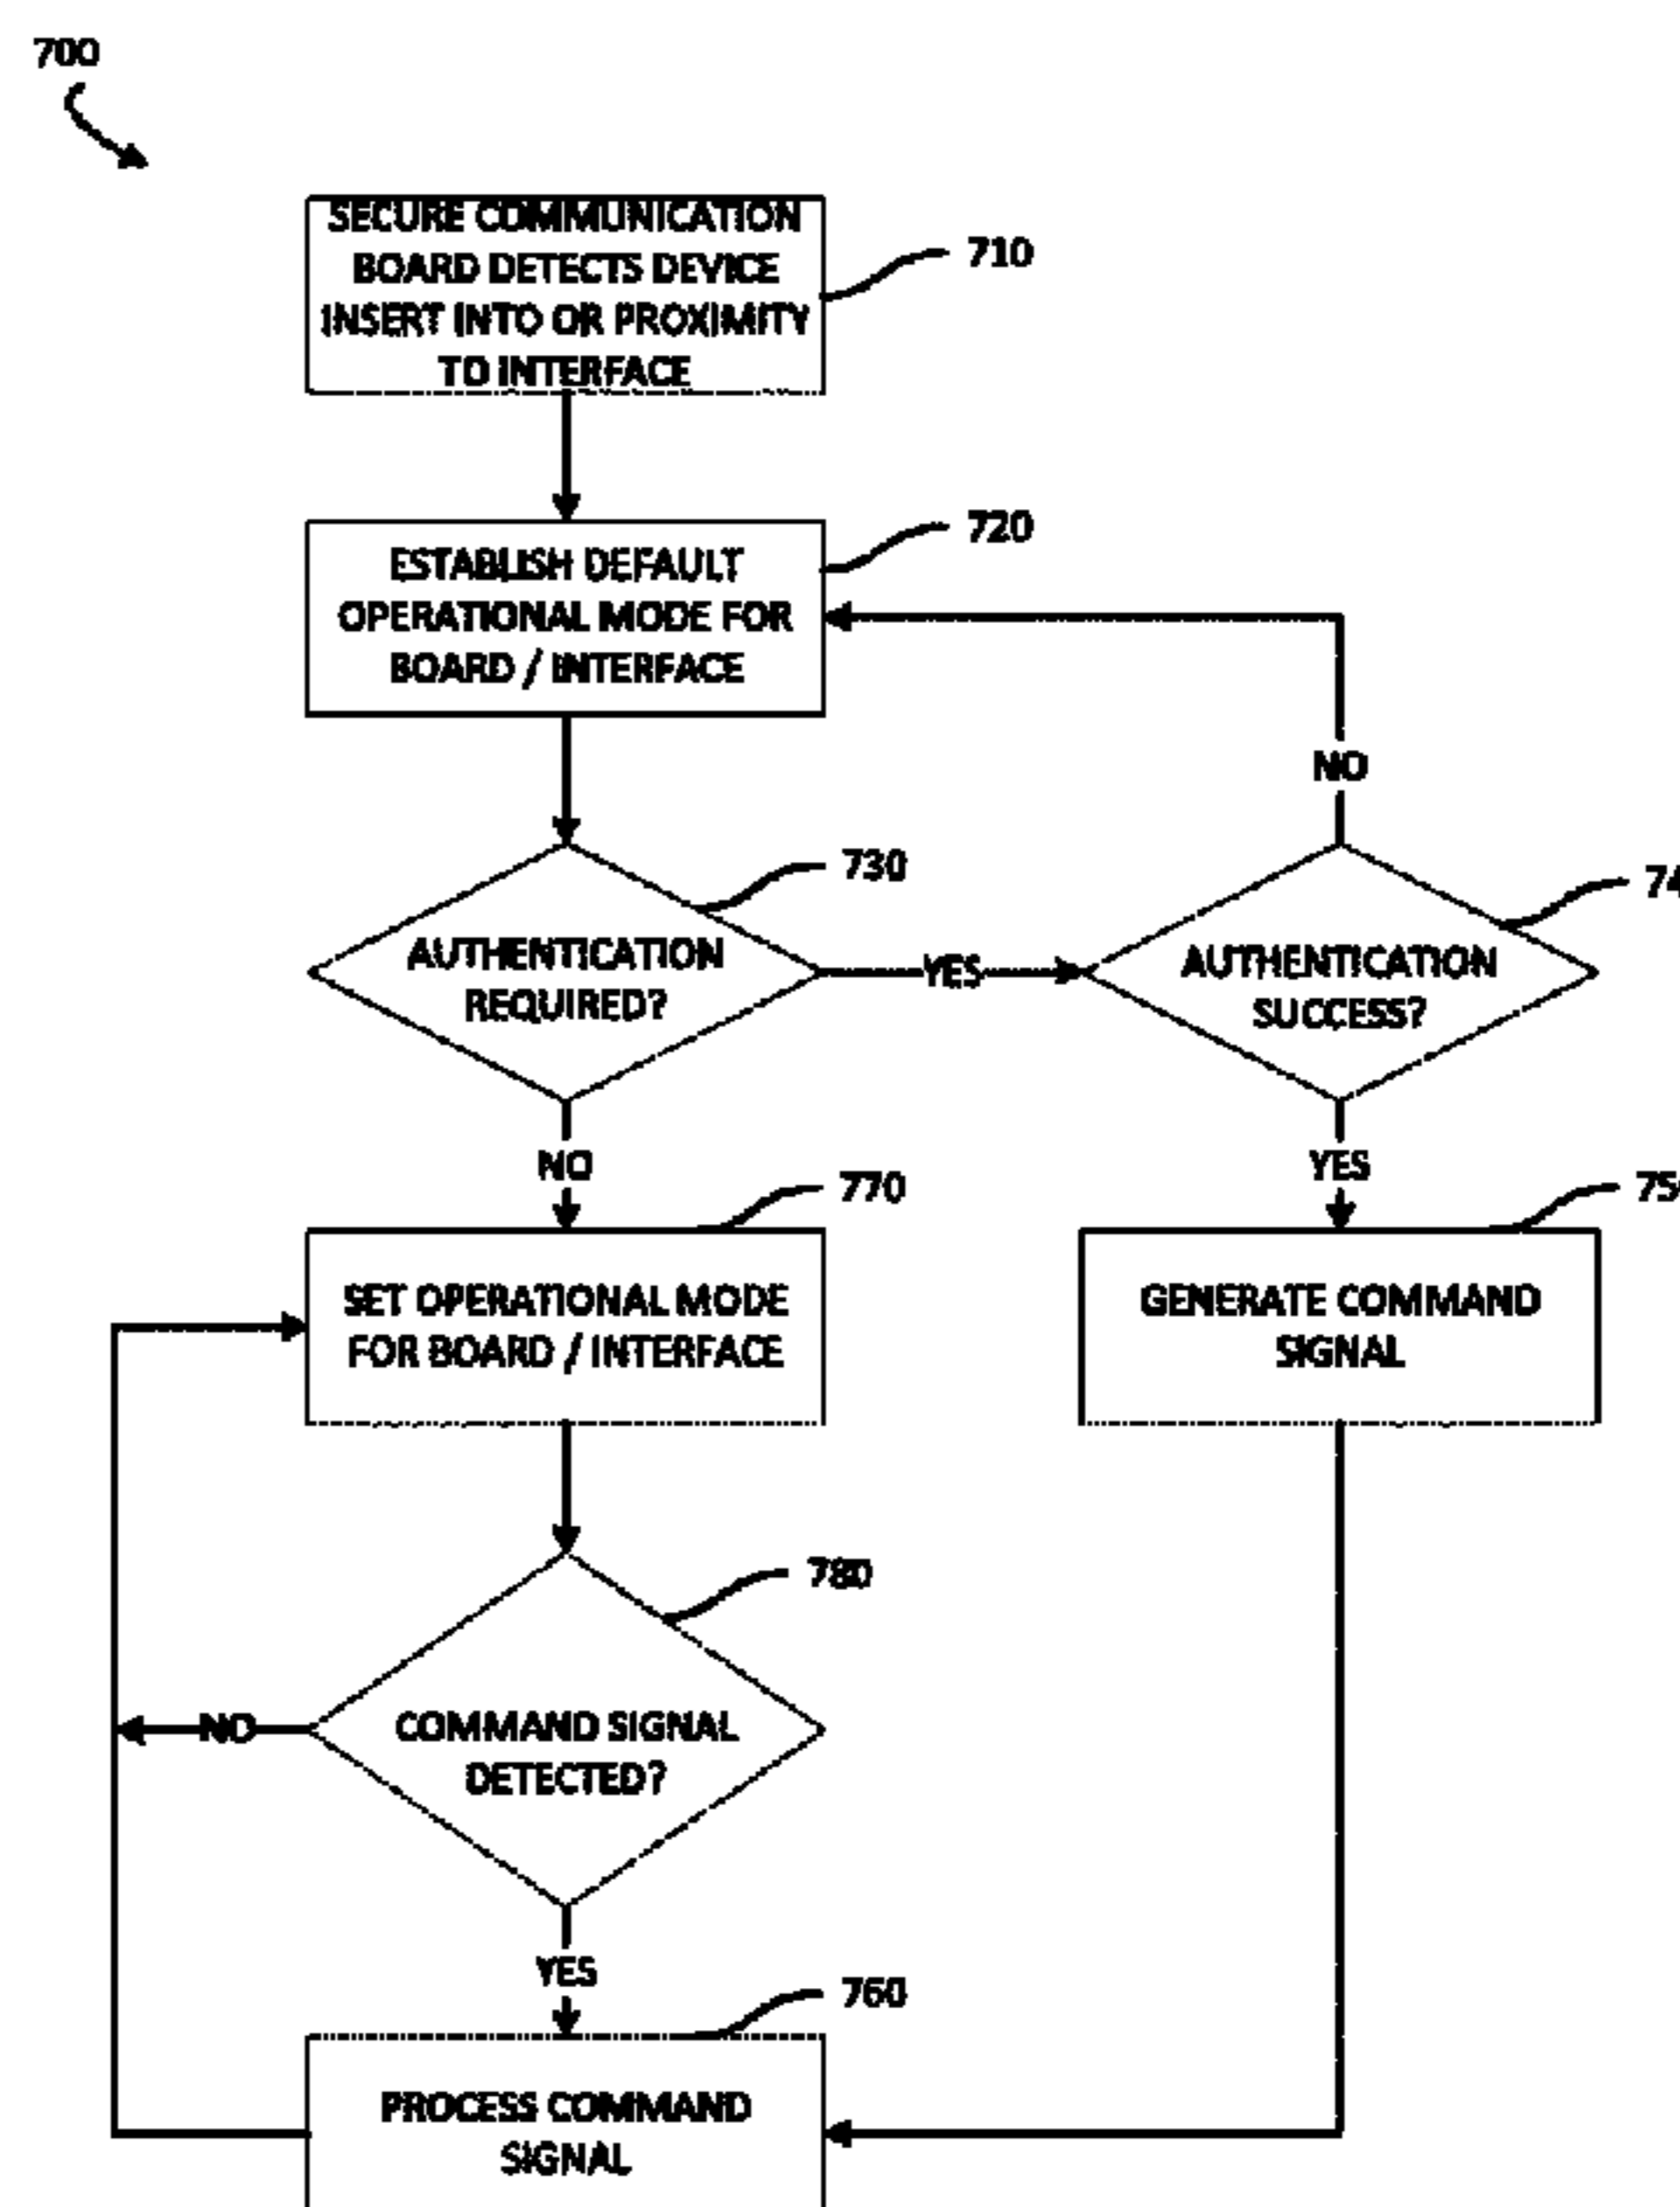 700
SECURE COMMUNICATION
BOARD DETECTS DEVICE
INSERT INTO OR PROXIMITY
TO INTERFACE
710
ESTABLISH DEFAULT
OPERATIONAL MODE FOR
BOARD / INTERFACE
720
NO
AUTHENTICATION
REQUIRED?
730
YES
AUTHENTICATION
SUCCESS?
NO
770
YES
SET OPERATIONAL MODE
FOR BOARD / INTERFACE
GENERATE COMMAND
SIGNAL
780
COMMAND SIGNAL
DETECTED?
NO
YES
760
PROCESS COMMAND
SIGNAL